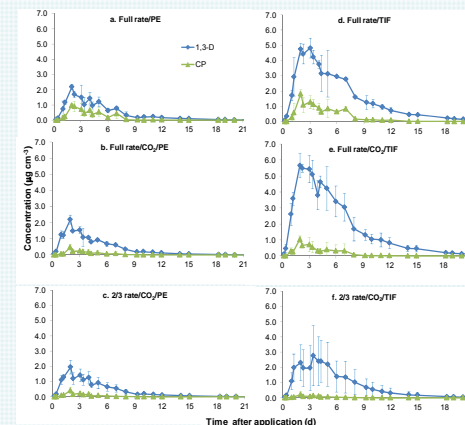 a. Full rate/PE
7.0
6.0
5.0
4.0
3.0
2.0
1.0
0.0
1,3-D
CP
0 3 6 9 12 15 18 21
d. Full rate/TIF
7.0
6.0
5.0
4.0
3.0
2.0
1.0
0.0
0 3 6 9 12 15 18
b. Full rate/CO₂/PE
6.0
5.0
4.0
3.0
2.0
1.0
0.0
0 3 6 9 12 15 18 21
e. Full rate/CO₂/TIF
7.0
6.0
5.0
4.0
3.0
2.0
1.0
0.0
0 3 6 9 12 15 18
c. 2/3 rate/CO₂/PE
7.0
6.0
5.0
4.0
3.0
2.0
1.0
0.0
0 3 6 9 12 15 18 21
f. 2/3 rate/CO₂/TIF
7.0
6.0
5.0
4.0
3.0
2.0
1.0
0.0
0 3 6 9 12 15 18
Concentration (µg cm⁻³)
Time after application (d)